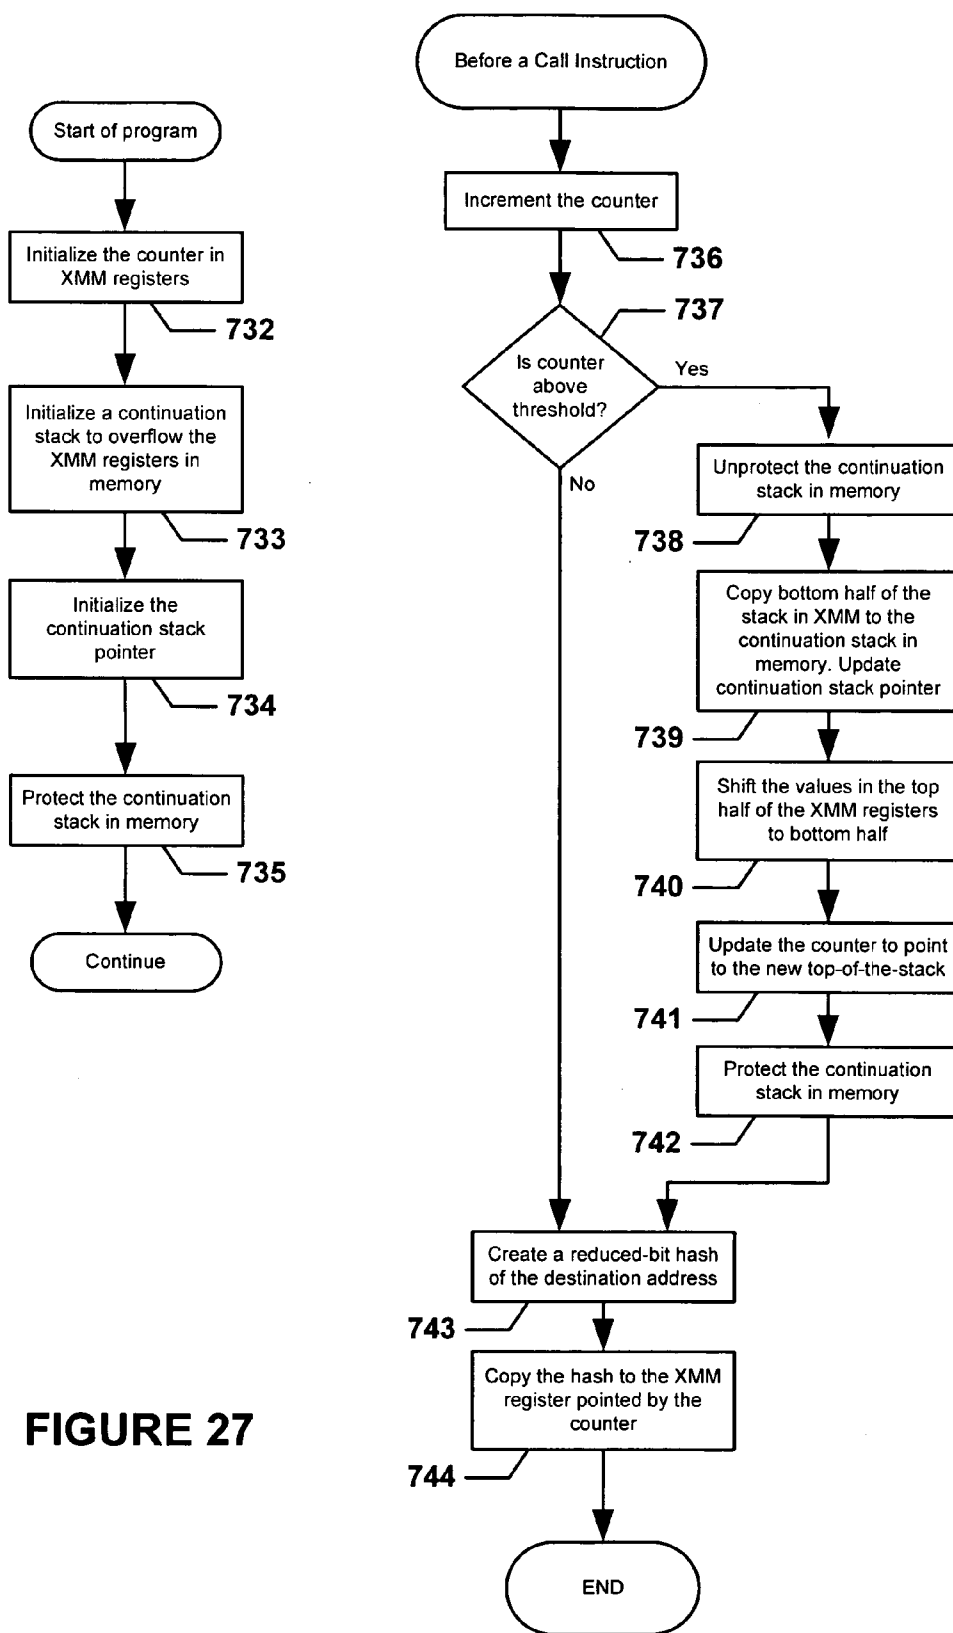 Start of program
Initialize the counter in
XMM registers
732
Initialize a continuation
stack to overflow the
XMM registers in
memory
733
Initialize the
continuation stack
pointer
734
Protect the continuation
stack in memory
735
Continue
Before a Call Instruction
Increment the counter
736
737
Is counter
above
threshold?
Yes
No
Unprotect the continuation
stack in memory
738
Copy bottom half of the
stack in XMM to the
continuation stack in
memory. Update
continuation stack pointer
739
Shift the values in the top
half of the XMM registers
to bottom half
740
Update the counter to point
to the new top-of-the-stack
741
Protect the continuation
stack in memory
742
Create a reduced-bit hash
of the destination address
743
Copy the hash to the XMM
register pointed by the
counter
744
END
FIGURE 27